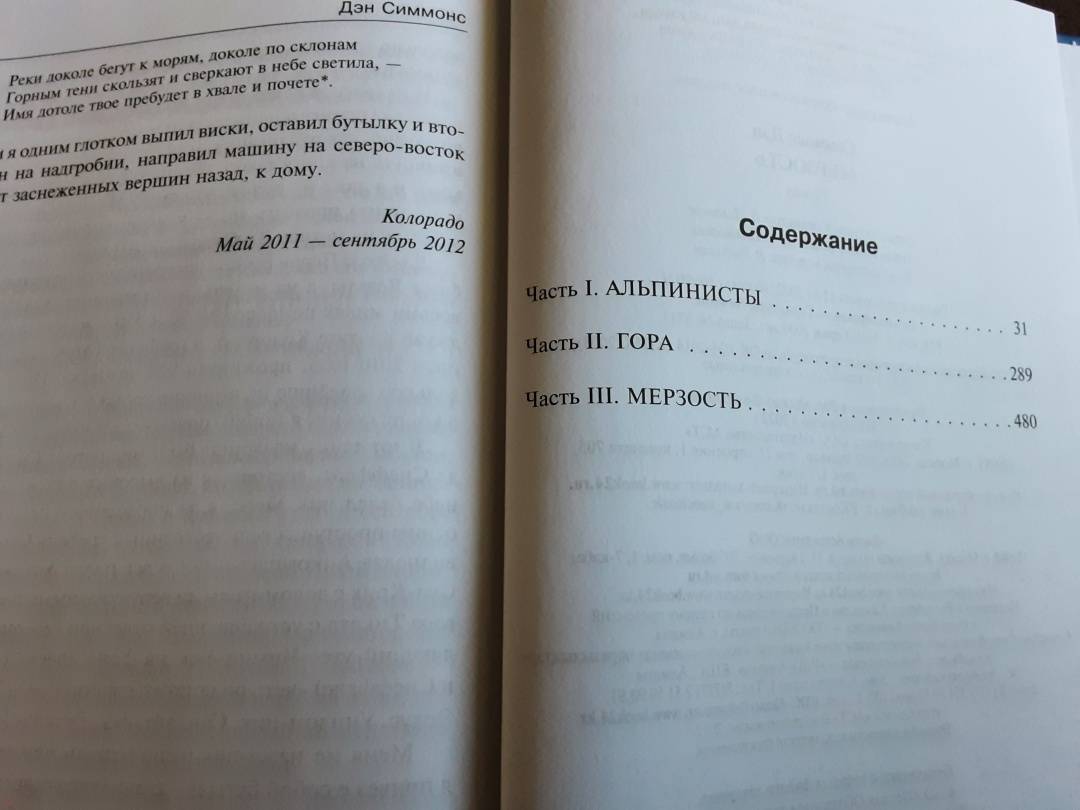 Дэн Симмонс
Реки доколе бегут к морям, доколе по склонам
Горным тени скользят и сверкают в небе светила, —
Имя дотоле твое пребудет в хвале и почете*.
и я одним глотком выпил виски, оставил бутылку и вто-
н на надгробии, направил машину на северо-восток
т заснеженных вершин назад, к дому.
Колорадо
Май 2011 — сентябрь 2012
Содержание
Часть I. АЛЬПИНИСТЫ . . . . . . . . . . . . . . . . . . . . 31
Часть II. ГОРА . . . . . . . . . . . . . . . . . . . . . . . . . . . 289
Часть III. МЕРЗОСТЬ . . . . . . . . . . . . . . . . . . . . . . 480